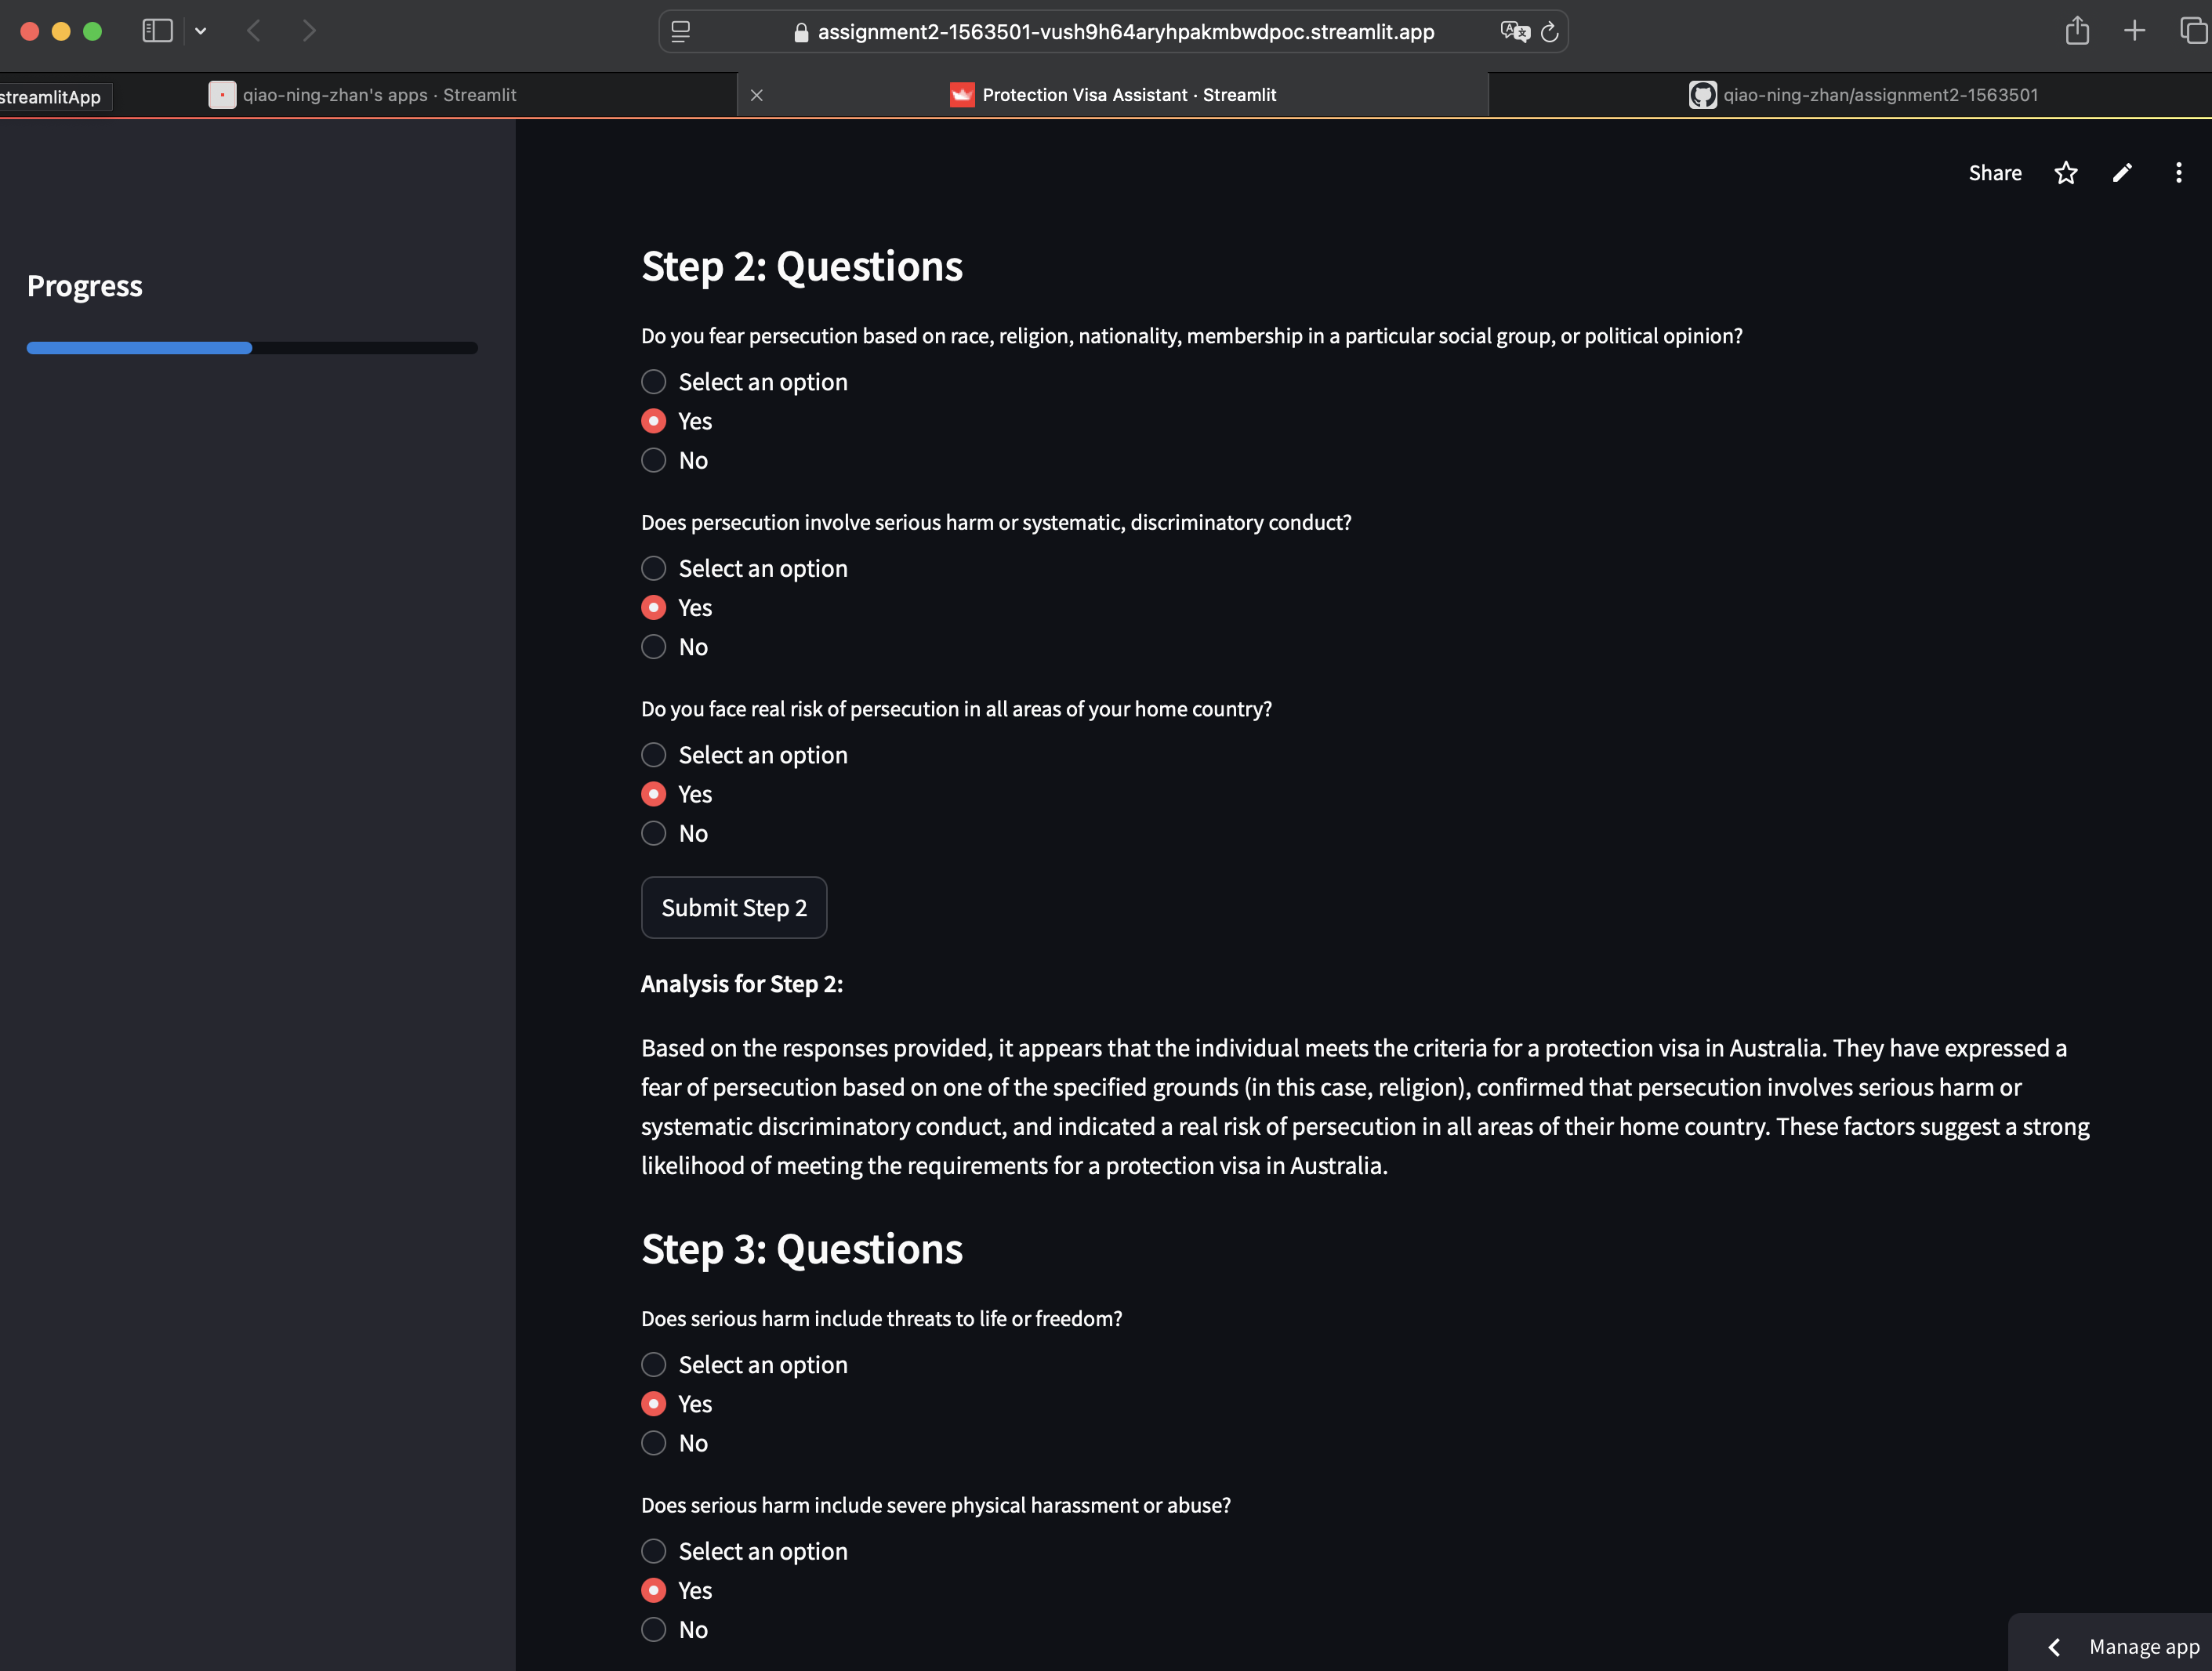 assignment2-1563501-vush9h64aryhpakmbwdpoc.streamlit.app
streamlitApp
qiao-ning-zhan's apps · Streamlit
Protection Visa Assistant · Streamlit
qiao-ning-zhan/assignment2-1563501
Share
Progress
Step 2: Questions
Do you fear persecution based on race, religion, nationality, membership in a particular social group, or political opinion?
Select an option
Yes
No
Does persecution involve serious harm or systematic, discriminatory conduct?
Select an option
Yes
No
Do you face real risk of persecution in all areas of your home country?
Select an option
Yes
No
Submit Step 2
Analysis for Step 2:
Based on the responses provided, it appears that the individual meets the criteria for a protection visa in Australia. They have expressed a
fear of persecution based on one of the specified grounds (in this case, religion), confirmed that persecution involves serious harm or
systematic discriminatory conduct, and indicated a real risk of persecution in all areas of their home country. These factors suggest a strong
likelihood of meeting the requirements for a protection visa in Australia.
Step 3: Questions
Does serious harm include threats to life or freedom?
Select an option
Yes
No
Does serious harm include severe physical harassment or abuse?
Select an option
Yes
No
Manage app